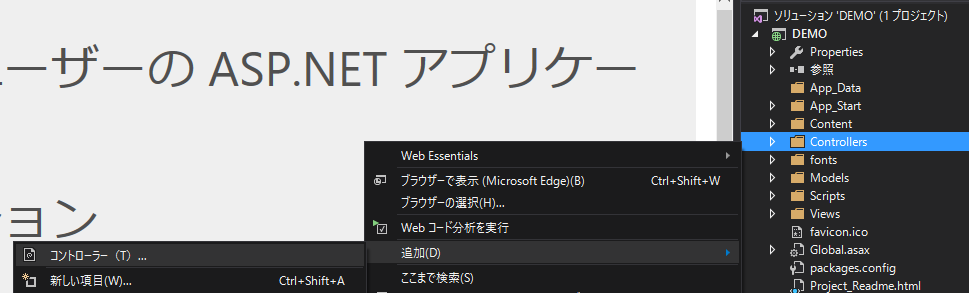 ーザーの ASP.NET アプリケー
ション
Web Essentials
ブラウザーで表示 (Microsoft Edge)(B) Ctrl+Shift+W
ブラウザーの選択(H)...
Web コード分析を実行
追加(D)
ここまで検索(S)
コントローラー（T）...
新しい項目(W)... Ctrl+Shift+A
ソリューション 'DEMO' (1 プロジェクト)
DEMO
Properties
参照
App_Data
App_Start
Content
Controllers
fonts
Models
Scripts
Views
favicon.ico
Global.asax
packages.config
Project_Readme.html